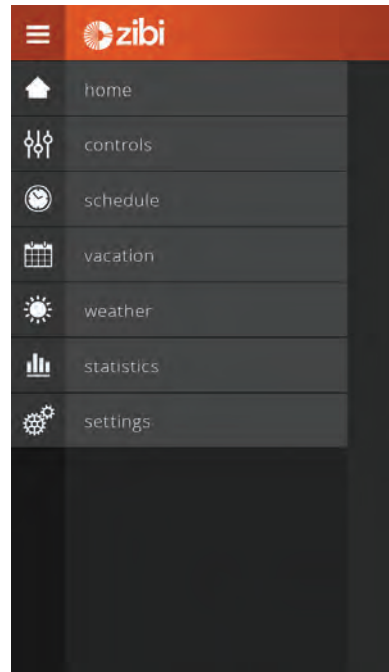 zibi
home
controls
schedule
vacation
weather
statistics
settings